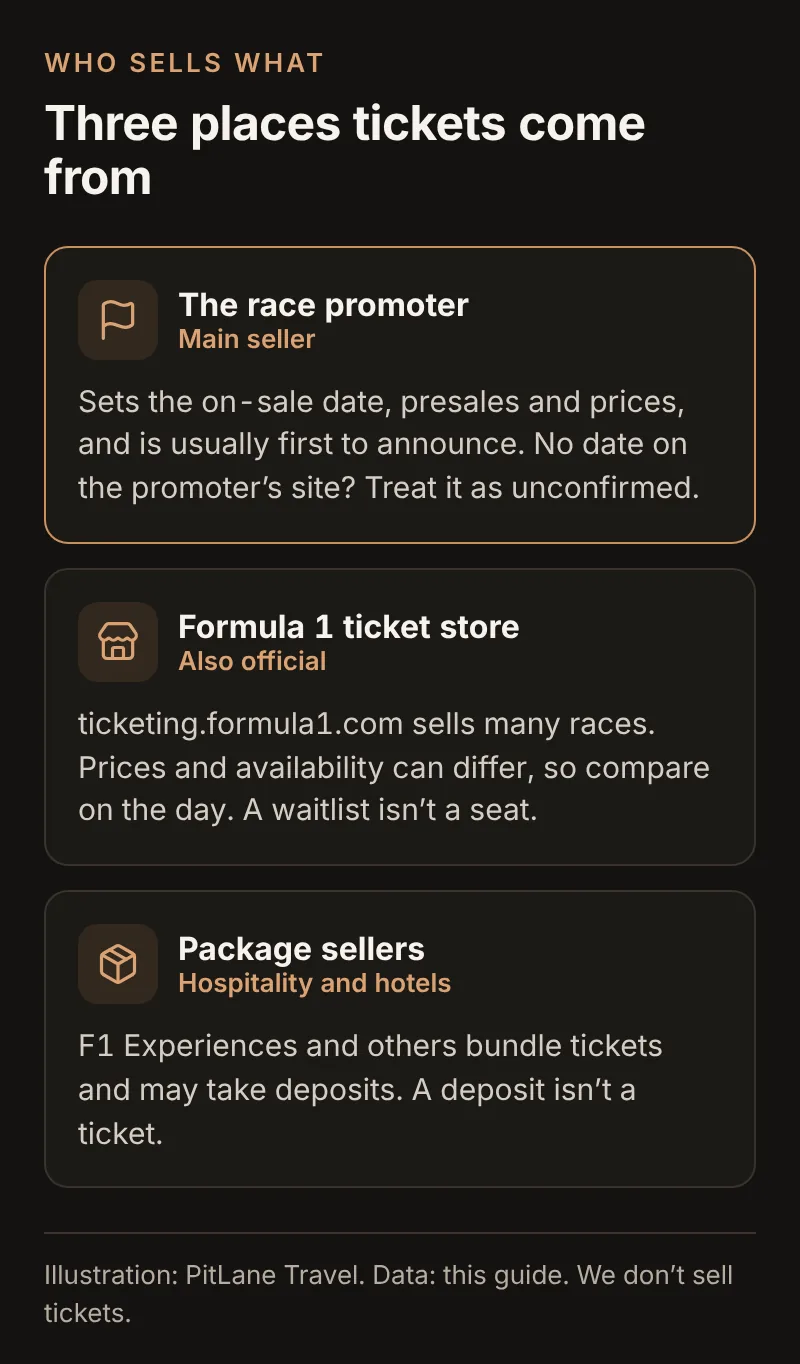 WHO SELLS WHAT
Three places tickets come
from
The race promoter
Main seller
Sets the on-sale date, presales and prices,
and is usually first to announce. No date on
the promoter’s site? Treat it as unconfirmed.
Formula 1 ticket store
Also official
ticketing.formula1.com sells many races.
Prices and availability can differ, so compare
on the day. A waitlist isn’t a seat.
Package sellers
Hospitality and hotels
F1 Experiences and others bundle tickets
and may take deposits. A deposit isn’t a
ticket.
Illustration: PitLane Travel. Data: this guide. We don’t sell
tickets.